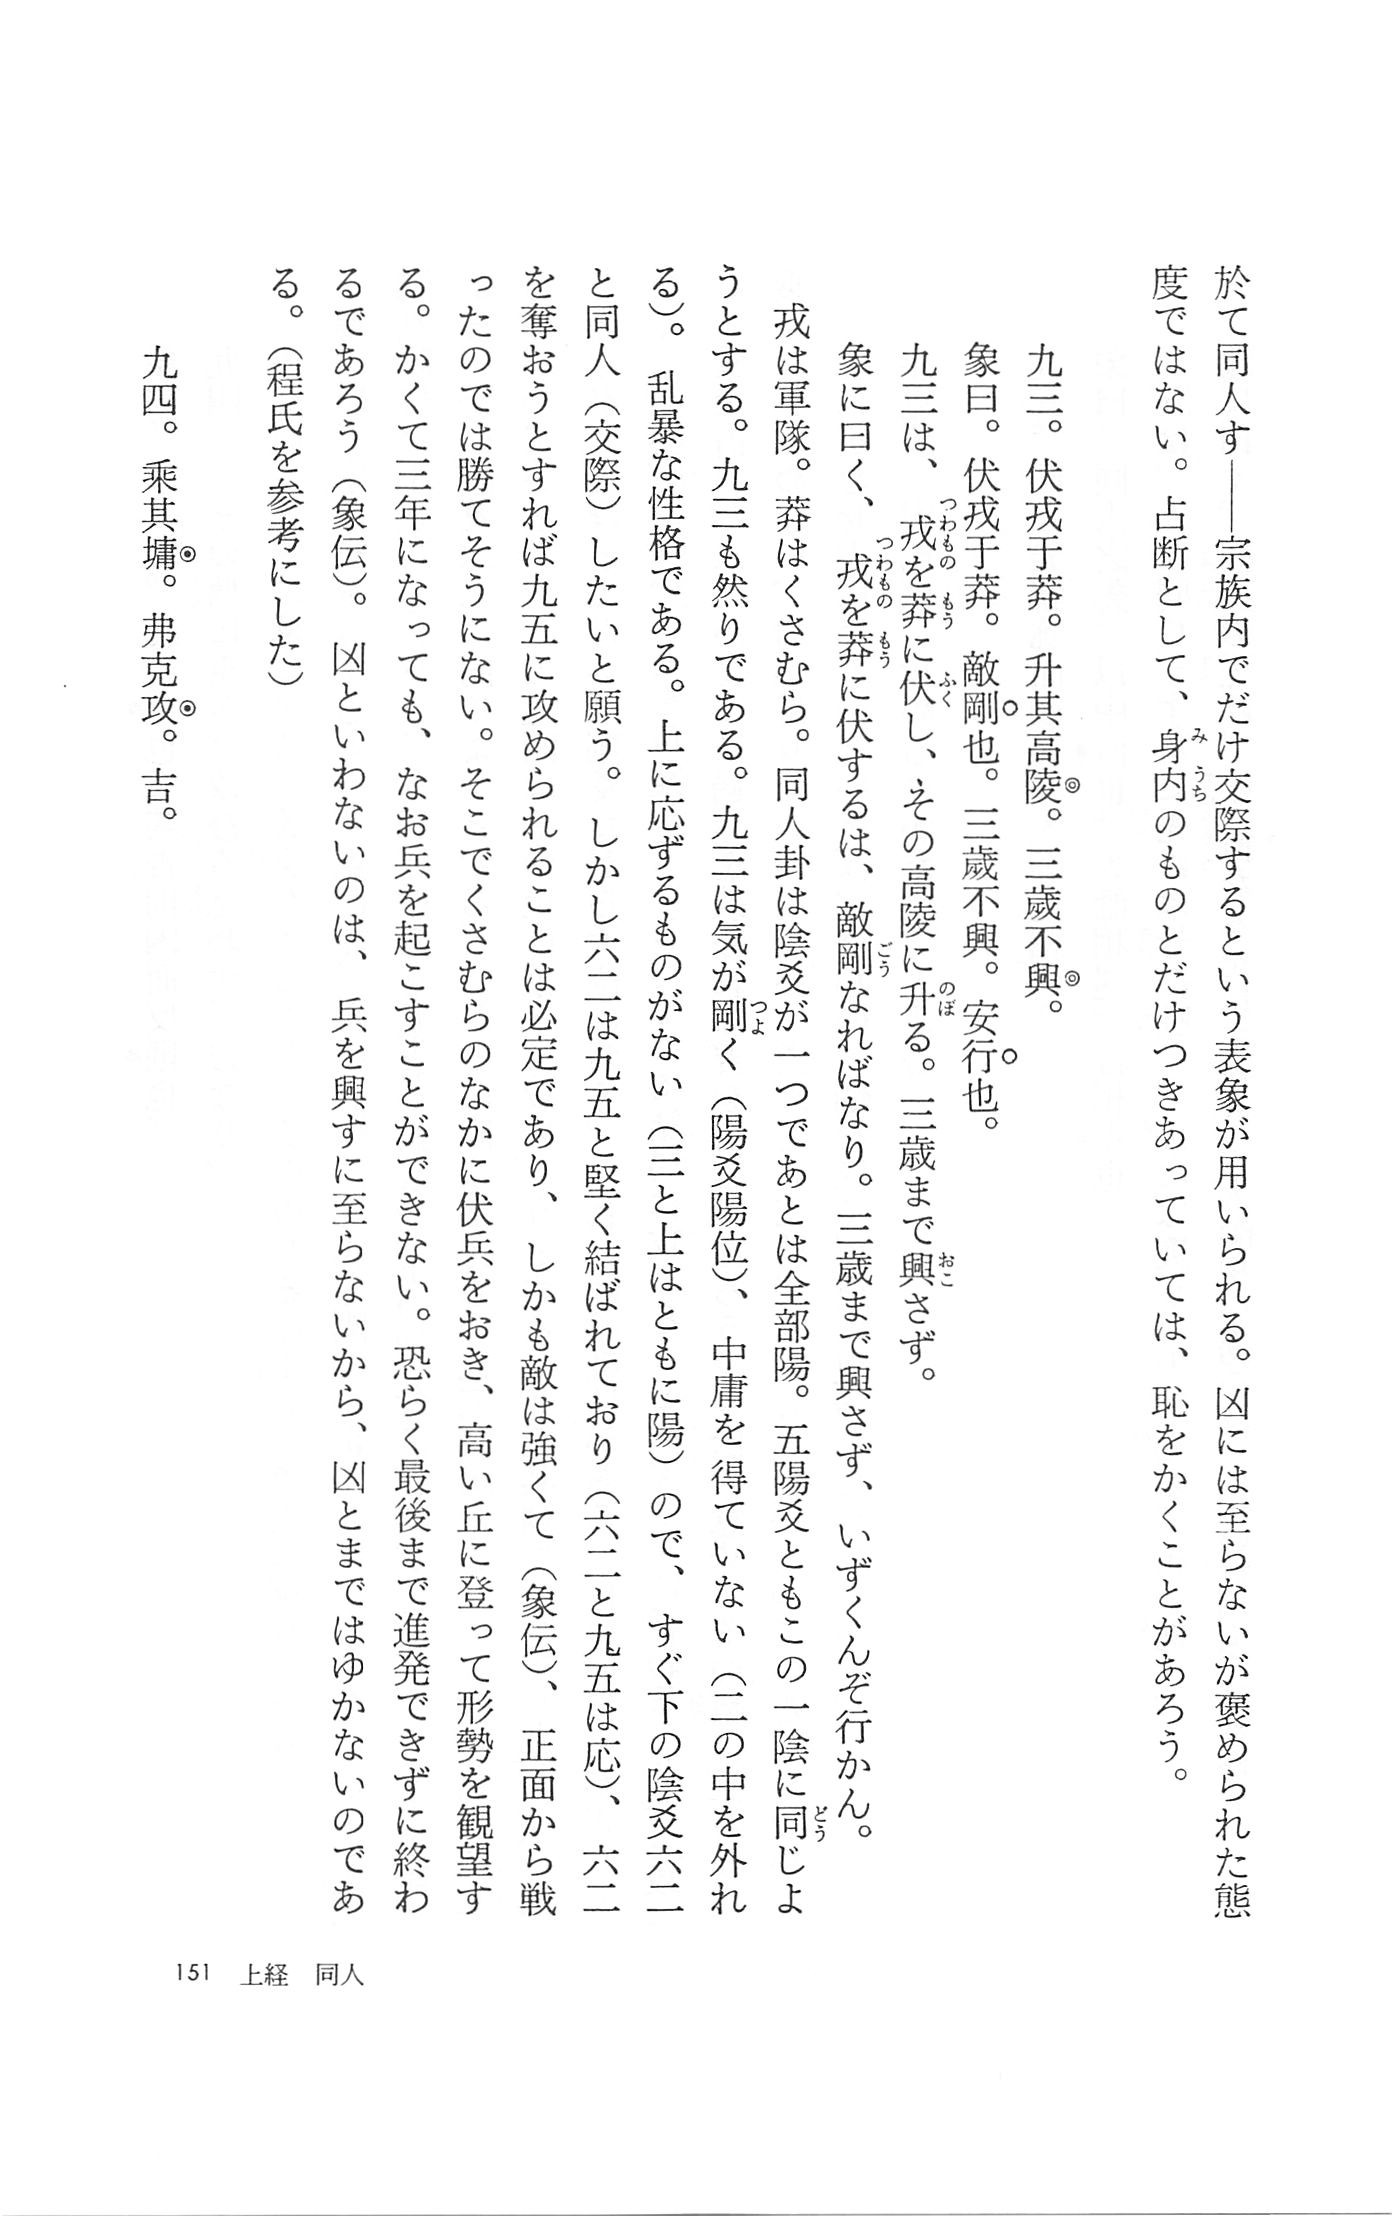 於て同人す――宗族内でだけ交際するという表象が用いられる。凶には至らないが褒められた態
度ではない。占断として、身内のものとだけつきあっていては、恥をかくことがあろう。
九三。伏戎于莽。升其高陵。三歳不興。
象曰。伏戎于莽。敵剛也。三歳不興。安行也。
九三は、戎を莽に伏し、その高陵に升る。三歳まで興さず。
象に曰く、戎を莽に伏するは、敵剛なればなり。三歳まで興さず、いずくんぞ行かん。
戎は軍隊。莽はくさむら。同人卦は陰爻が一つであとは全部陽。五陽爻ともこの一陰に同じよ
うとする。九三も然りである。九三は気が剛く(陽爻陽位)、中庸を得ていない(二の中を外れ
る)。乱暴な性格である。上に応ずるものがない(三と上はともに陽)ので、すぐ下の陰爻六二
と同人(交際)したいと願う。しかし六二は九五と堅く結ばれており(六二と九五は応)、六二
を奪おうとすれば九五に攻められることは必定であり、しかも敵は強くて(象伝)、正面から戦
ったのでは勝てそうにない。そこでくさむらのなかに伏兵をおき、高い丘に登って形勢を観望す
る。かくて三年になっても、なお兵を起こすことができない。恐らく最後まで進発できずに終わ
るであろう(象伝)。凶といわないのは、兵を興すに至らないから、凶とまではゆかないのであ
る。(程氏を参考にした)
九四。乗其墉。弗克攻。吉。
151 上経 同人